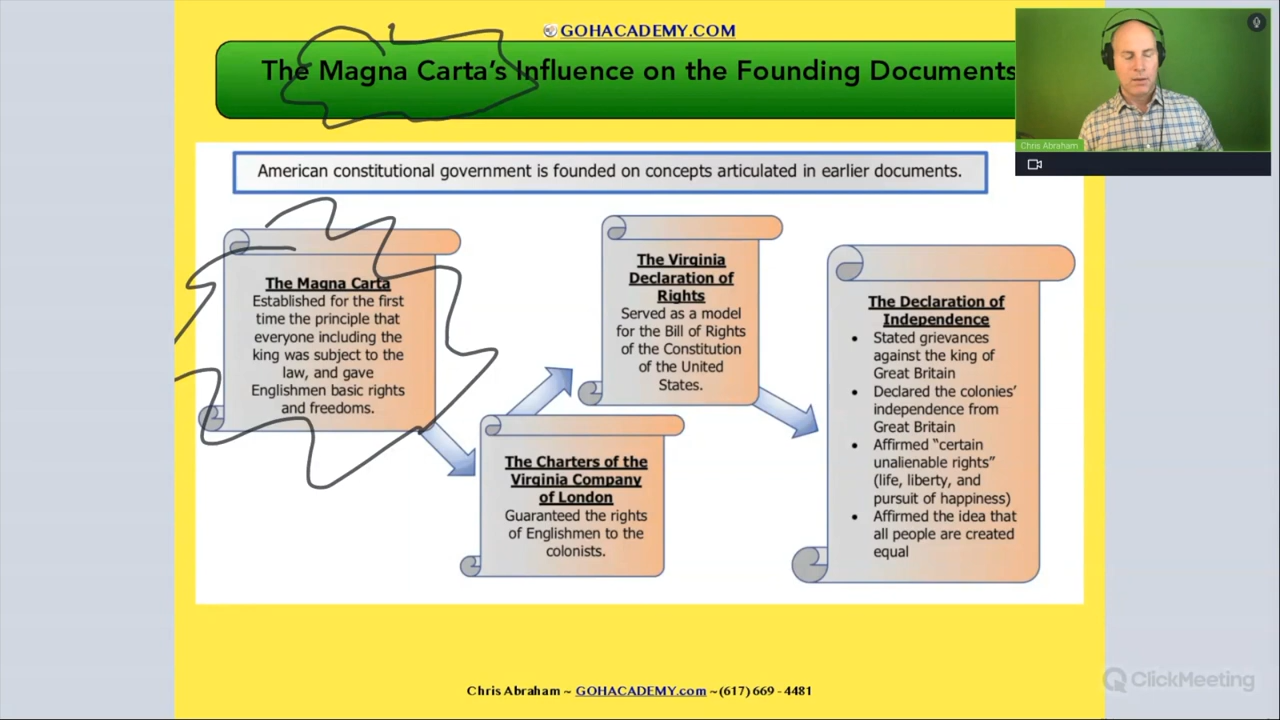 GOHACADEMY.COM
The Magna Carta's Influence on the Founding Documents
Chris Abraham
American constitutional government is founded on concepts articulated in earlier documents.
The Magna Carta
Established for the first
time the principle that
everyone including the
king was subject to the
law, and gave
Englishmen basic rights
and freedoms.
The Charters of the
Virginia Company
of London
Guaranteed the rights
of Englishmen to the
colonists.
The Virginia
Declaration of
Rights
Served as a model
for the Bill of Rights
of the Constitution
of the United
States.
The Declaration of
Independence
• Stated grievances
against the king of
Great Britain
• Declared the colonies'
independence from
Great Britain
• Affirmed "certain
unalienable rights"
(life, liberty, and
pursuit of happiness)
• Affirmed the idea that
all people are created
equal
Chris Abraham ~ GOHACADEMY.com ~(617) 669 - 4481
ClickMeeting